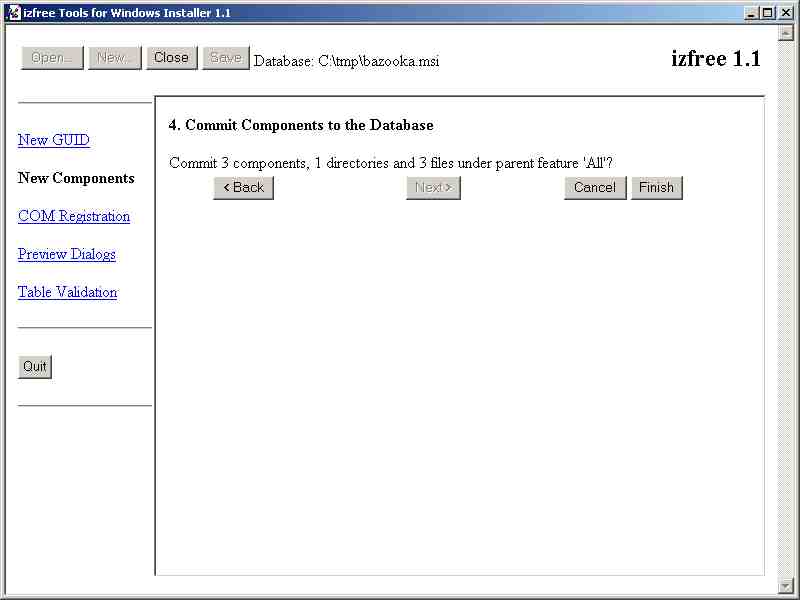 izfree Tools for Windows Installer 1.1
Open... New... Close Save Database: C:\tmp\bazooka.msi izfree 1.1
4. Commit Components to the Database
New GUID
Commit 3 components, 1 directories and 3 files under parent feature 'All'?
New Components
< Back Next > Cancel Finish
COM Registration
Preview Dialogs
Table Validation
Quit